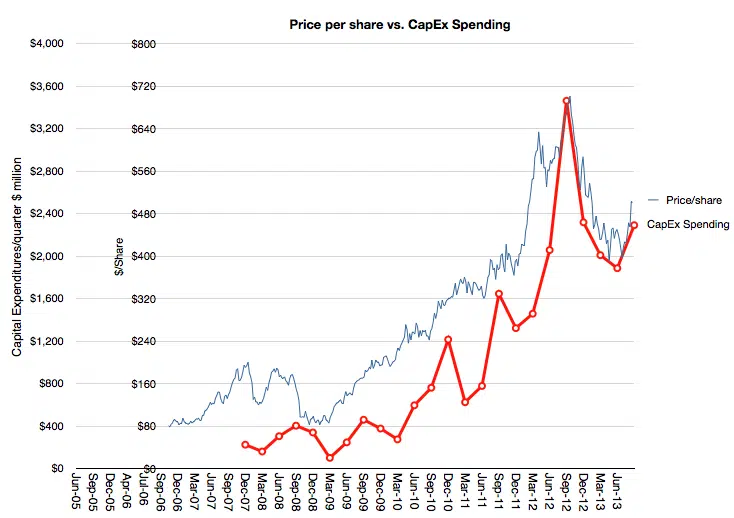 Price per share vs. CapEx Spending
$4,000
$3,600
$3,200
$2,800
$2,400
$2,000
$1,600
$1,200
$800
$400
$0
$800
$720
$640
$560
$480
$400
$320
$240
$160
$80
$0
Capital Expenditures/quarter $ million
$/Share
Price/share
CapEx Spending
Jun-05
Sep-05
Dec-05
Apr-06
Jul-06
Sep-06
Dec-06
Mar-07
Jun-07
Sep-07
Dec-07
Mar-08
Jun-08
Sep-08
Dec-08
Mar-09
Jun-09
Sep-09
Dec-09
Mar-10
Jun-10
Sep-10
Dec-10
Mar-11
Jun-11
Sep-11
Dec-11
Mar-12
Jun-12
Sep-12
Dec-12
Mar-13
Jun-13